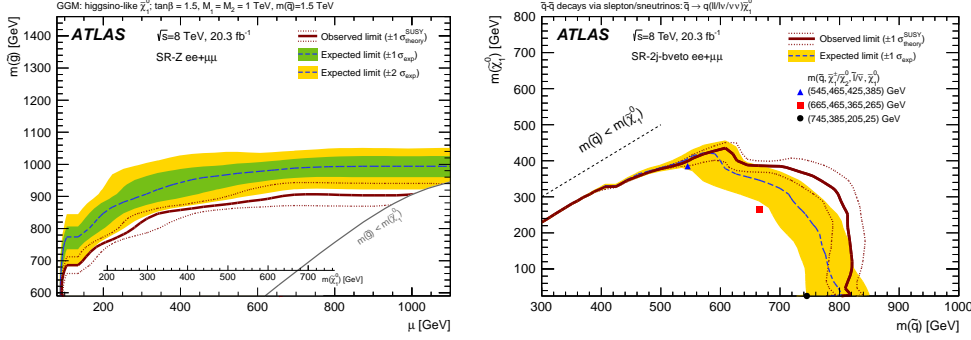 GGM: higgsino-like χ̃⁰₁; tanβ = 1.5, M₁ = M₂ = 1 TeV, m(q̃)=1.5 TeV
m(g̃) [GeV]
ATLAS
√s=8 TeV, 20.3 fb⁻¹
SR-Z ee+μμ
Observed limit (±1 σ^SUSY_theory)
Expected limit (±1 σ_exp)
Expected limit (±2 σ_exp)
1400
1300
1200
1100
1000
900
800
700
600
m(g̃) < m(χ̃⁰₁)
200 300 400 500 600 700
m(χ̃⁰₁) [GeV]
200 400 600 800 1000
μ [GeV]
q̃-q̃ decays via slepton/sneutrinos: q̃ → q(ll/lν/νν)χ̃⁰₁
m(χ̃⁰₁) [GeV]
ATLAS
√s=8 TeV, 20.3 fb⁻¹
SR-2j-bveto ee+μμ
Observed limit (±1 σ^SUSY_theory)
Expected limit (±1 σ_exp)
m(q̃, χ̃^±_1/χ̃⁰₂, l̃/ν̃, χ̃⁰₁)
(545,465,425,385) GeV
(665,465,365,265) GeV
(745,385,205,25) GeV
800
700
600
500
400
300
200
100
m(q̃) < m(χ̃⁰₁)
300 400 500 600 700 800 900 1000
m(q̃) [GeV]